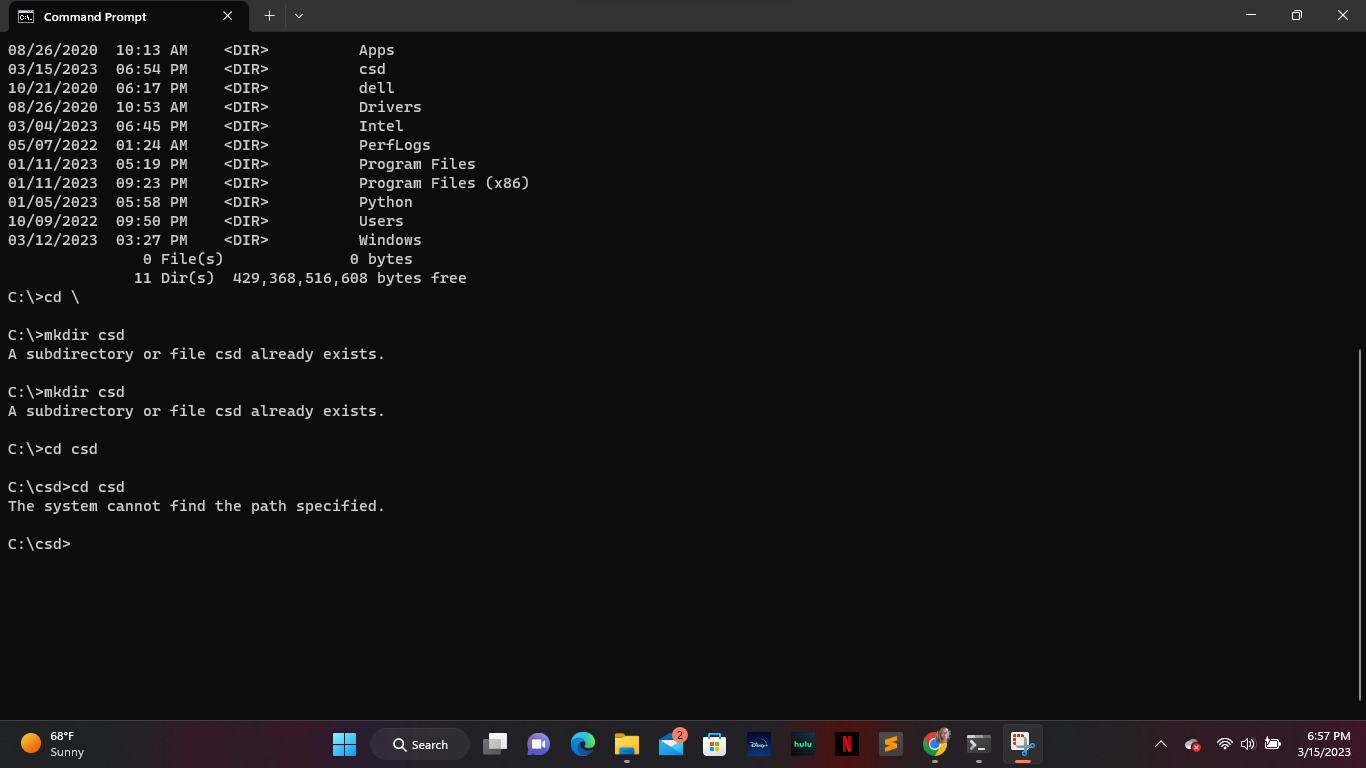 Command Prompt
08/26/2020  10:13 AM    <DIR>          Apps
03/15/2023  06:54 PM    <DIR>          csd
10/21/2020  06:17 PM    <DIR>          dell
08/26/2020  10:53 AM    <DIR>          Drivers
03/04/2023  06:45 PM    <DIR>          Intel
05/07/2022  01:24 AM    <DIR>          PerfLogs
01/11/2023  05:19 PM    <DIR>          Program Files
01/11/2023  09:23 PM    <DIR>          Program Files (x86)
01/05/2023  05:58 PM    <DIR>          Python
10/09/2022  09:50 PM    <DIR>          Users
03/12/2023  03:27 PM    <DIR>          Windows
               0 File(s)              0 bytes
              11 Dir(s)  429,368,516,608 bytes free
C:\>cd \
C:\>mkdir csd
A subdirectory or file csd already exists.
C:\>mkdir csd
A subdirectory or file csd already exists.
C:\>cd csd
C:\csd>cd csd
The system cannot find the path specified.
C:\csd>
68°F
Sunny
Search
2
Disney+
hulu
N
6:57 PM
3/15/2023